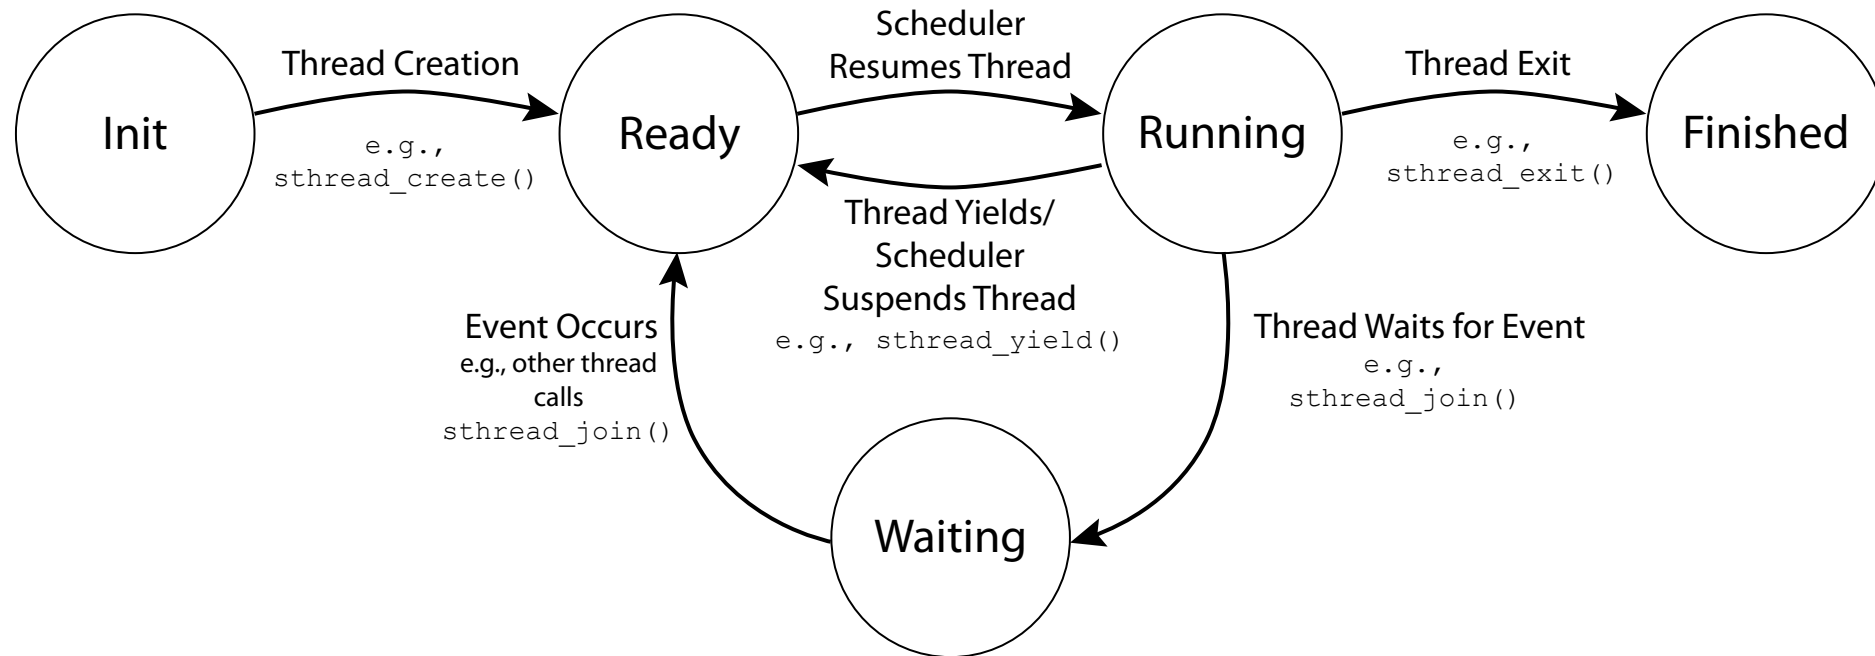 Init
Thread Creation
e.g.,
sthread_create()
Ready
Scheduler
Resumes Thread
Thread Yields/
Scheduler
Suspends Thread
e.g., sthread_yield()
Running
Thread Exit
e.g.,
sthread_exit()
Finished
Event Occurs
e.g., other thread
calls
sthread_join()
Thread Waits for Event
e.g.,
sthread_join()
Waiting